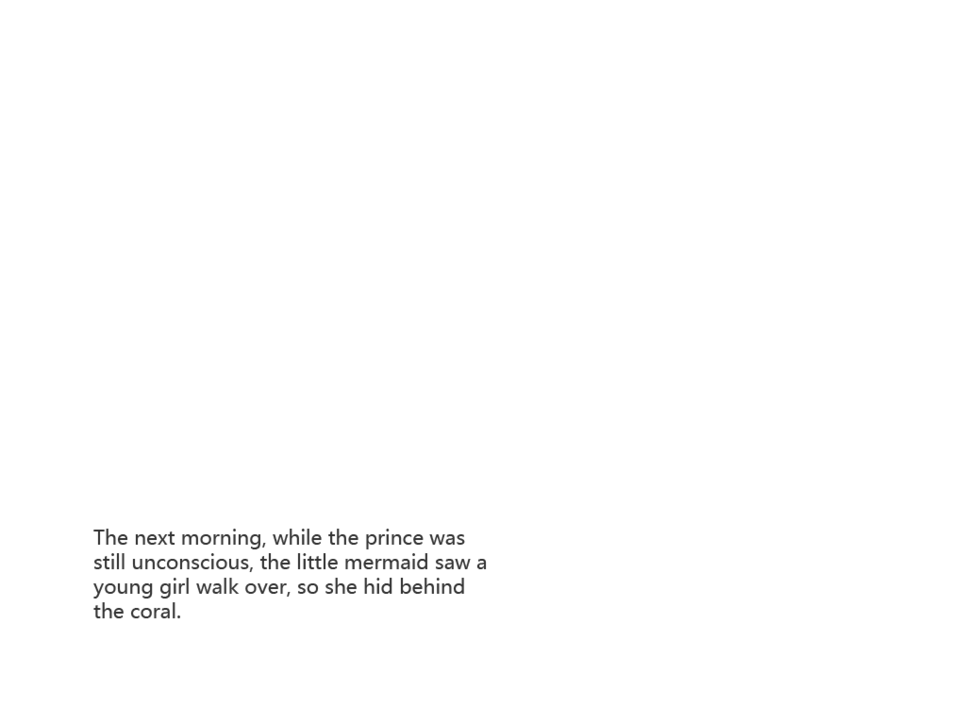 The next morning, while the prince was
still unconscious, the little mermaid saw a
young girl walk over, so she hid behind
the coral.